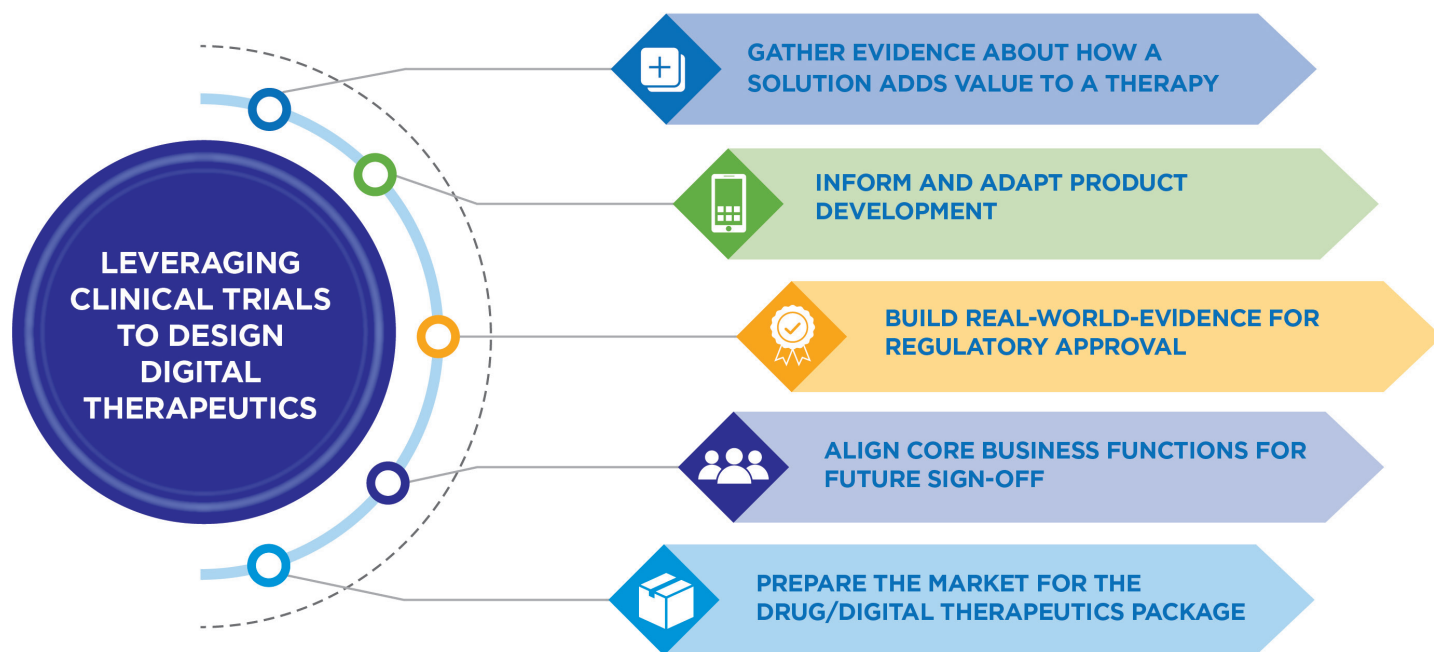 LEVERAGING
CLINICAL TRIALS
TO DESIGN
DIGITAL
THERAPEUTICS
GATHER EVIDENCE ABOUT HOW A
SOLUTION ADDS VALUE TO A THERAPY
INFORM AND ADAPT PRODUCT
DEVELOPMENT
BUILD REAL-WORLD-EVIDENCE FOR
REGULATORY APPROVAL
ALIGN CORE BUSINESS FUNCTIONS FOR
FUTURE SIGN-OFF
PREPARE THE MARKET FOR THE
DRUG/DIGITAL THERAPEUTICS PACKAGE